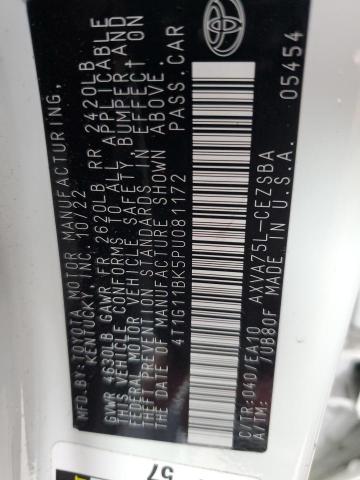 MFD.BY:TOYOTA MOTOR MANUFACTURING,
KENTUCKY, INC. 10/22
GVWR 4630LB GAWR FR 2620LB RR 2420LB
THIS VEHICLE CONFORMS TO ALL APPLICABLE
FEDERAL MOTOR VEHICLE SAFETY, BUMPER AND
THEFT PREVENTION STANDARDS IN EFFECT ON
THE DATE OF MANUFACTURE SHOWN ABOVE.
4T1G11BK5PU081172 PASS.CAR
C/TR:040/EA10 AXVA75L-CEZSBA
A/TM: 7UB80F MADE IN U.S.A.
05454
57